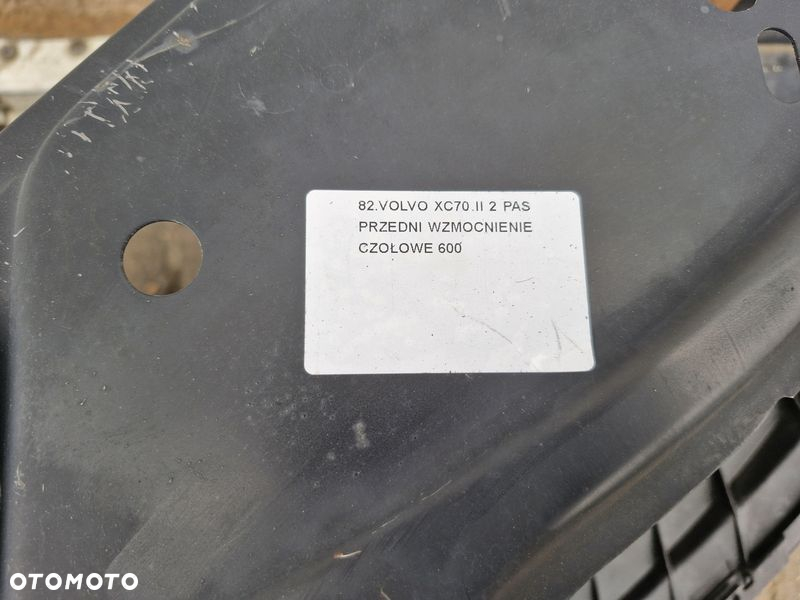 82.VOLVO XC70.II 2 PAS
PRZEDNI WZMOCNIENIE
CZOŁOWE 600
OTOMOTO